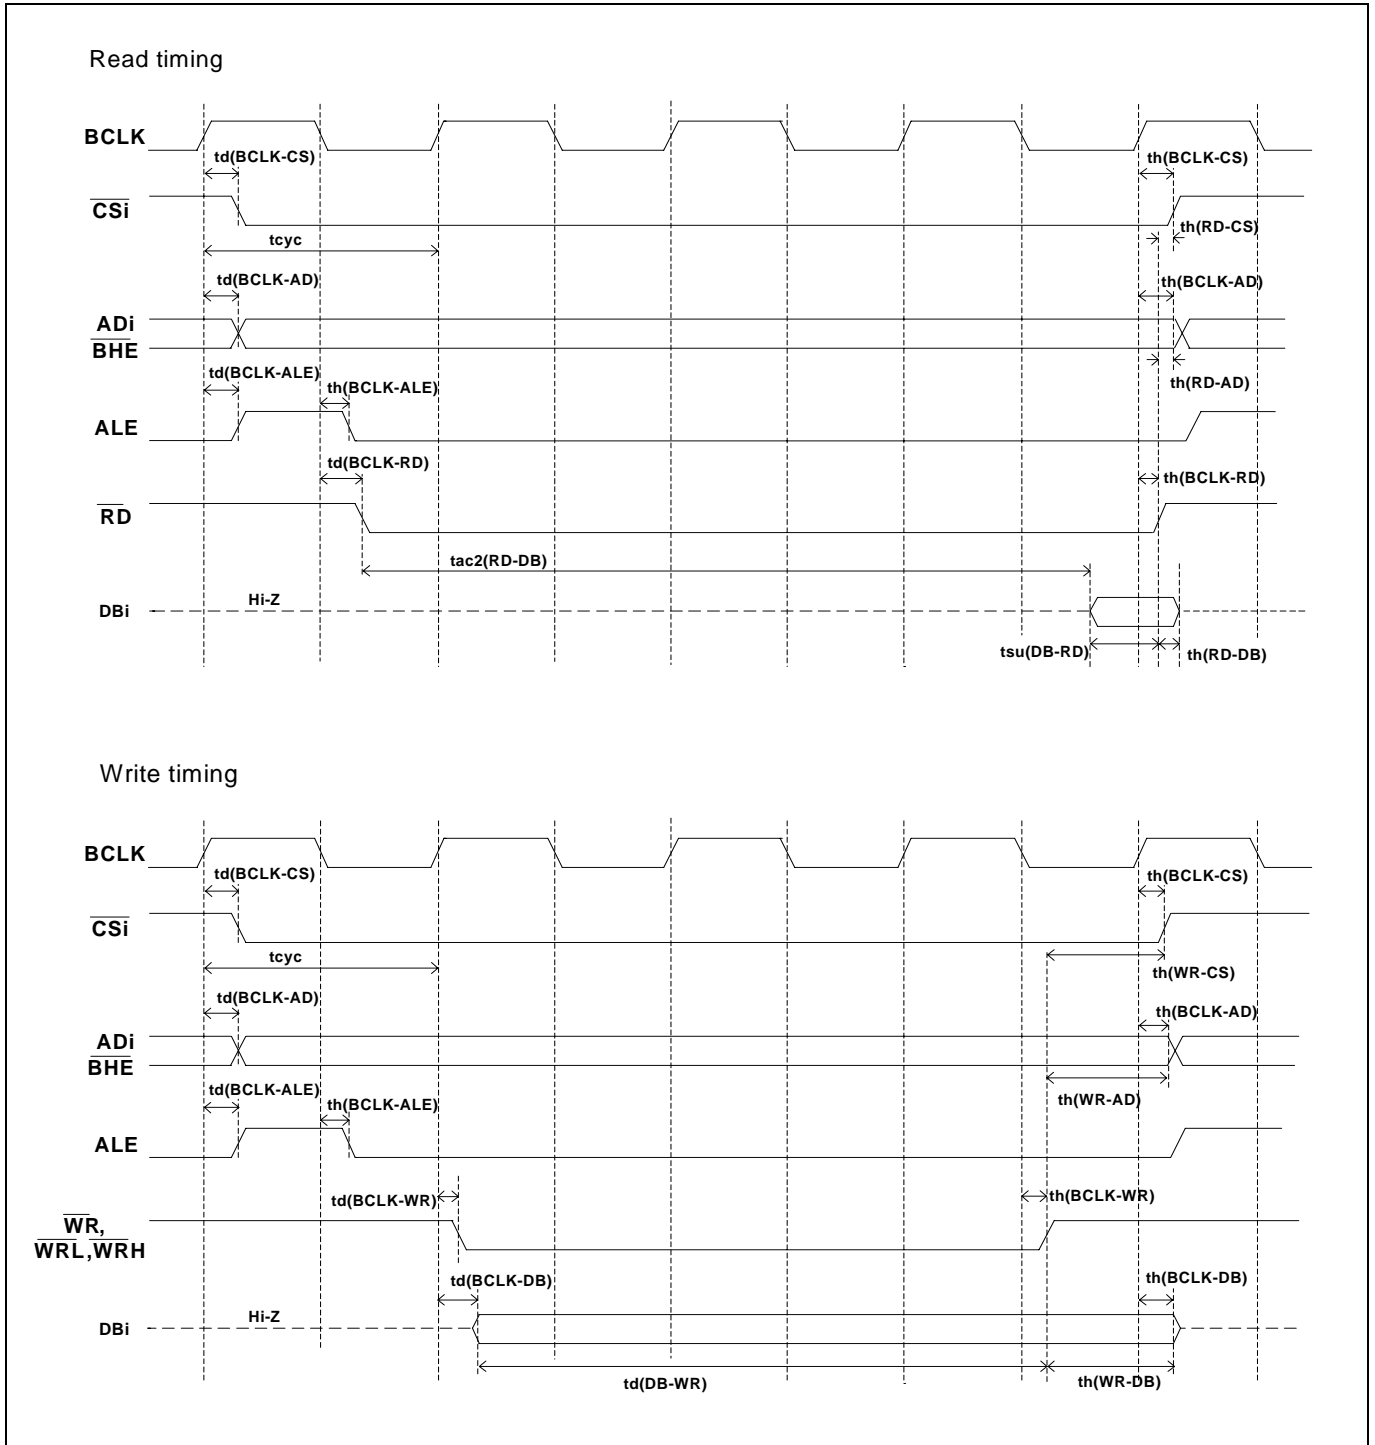 Read timing
BCLK
td(BCLK-CS)
th(BCLK-CS)
CSi
th(RD-CS)
tcyc
td(BCLK-AD)
th(BCLK-AD)
ADi
BHE
td(BCLK-ALE)
th(BCLK-ALE)
th(RD-AD)
ALE
td(BCLK-RD)
th(BCLK-RD)
RD
tac2(RD-DB)
Hi-Z
DBi
tsu(DB-RD)
th(RD-DB)
Write timing
BCLK
td(BCLK-CS)
th(BCLK-CS)
CSi
tcyc
th(WR-CS)
td(BCLK-AD)
th(BCLK-AD)
ADi
BHE
td(BCLK-ALE)
th(BCLK-ALE)
th(WR-AD)
ALE
td(BCLK-WR)
th(BCLK-WR)
WR,
WRL,WRH
td(BCLK-DB)
th(BCLK-DB)
Hi-Z
DBi
td(DB-WR)
th(WR-DB)